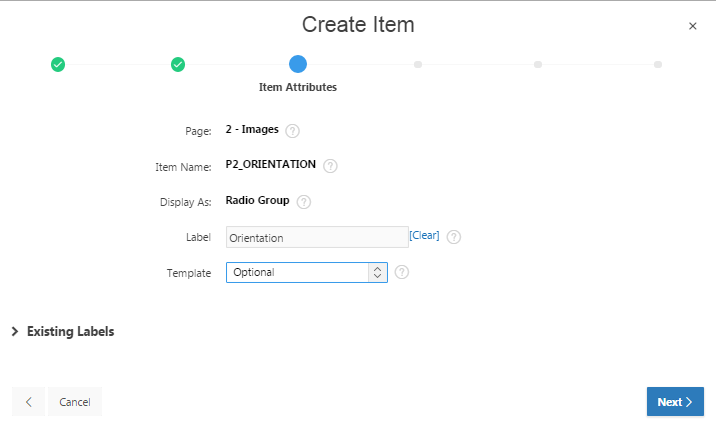 Create Item
×
Item Attributes
Page: 2 - Images ?
Item Name: P2_ORIENTATION ?
Display As: Radio Group ?
Label Orientation [Clear] ?
Template Optional ?
Existing Labels
Cancel Next